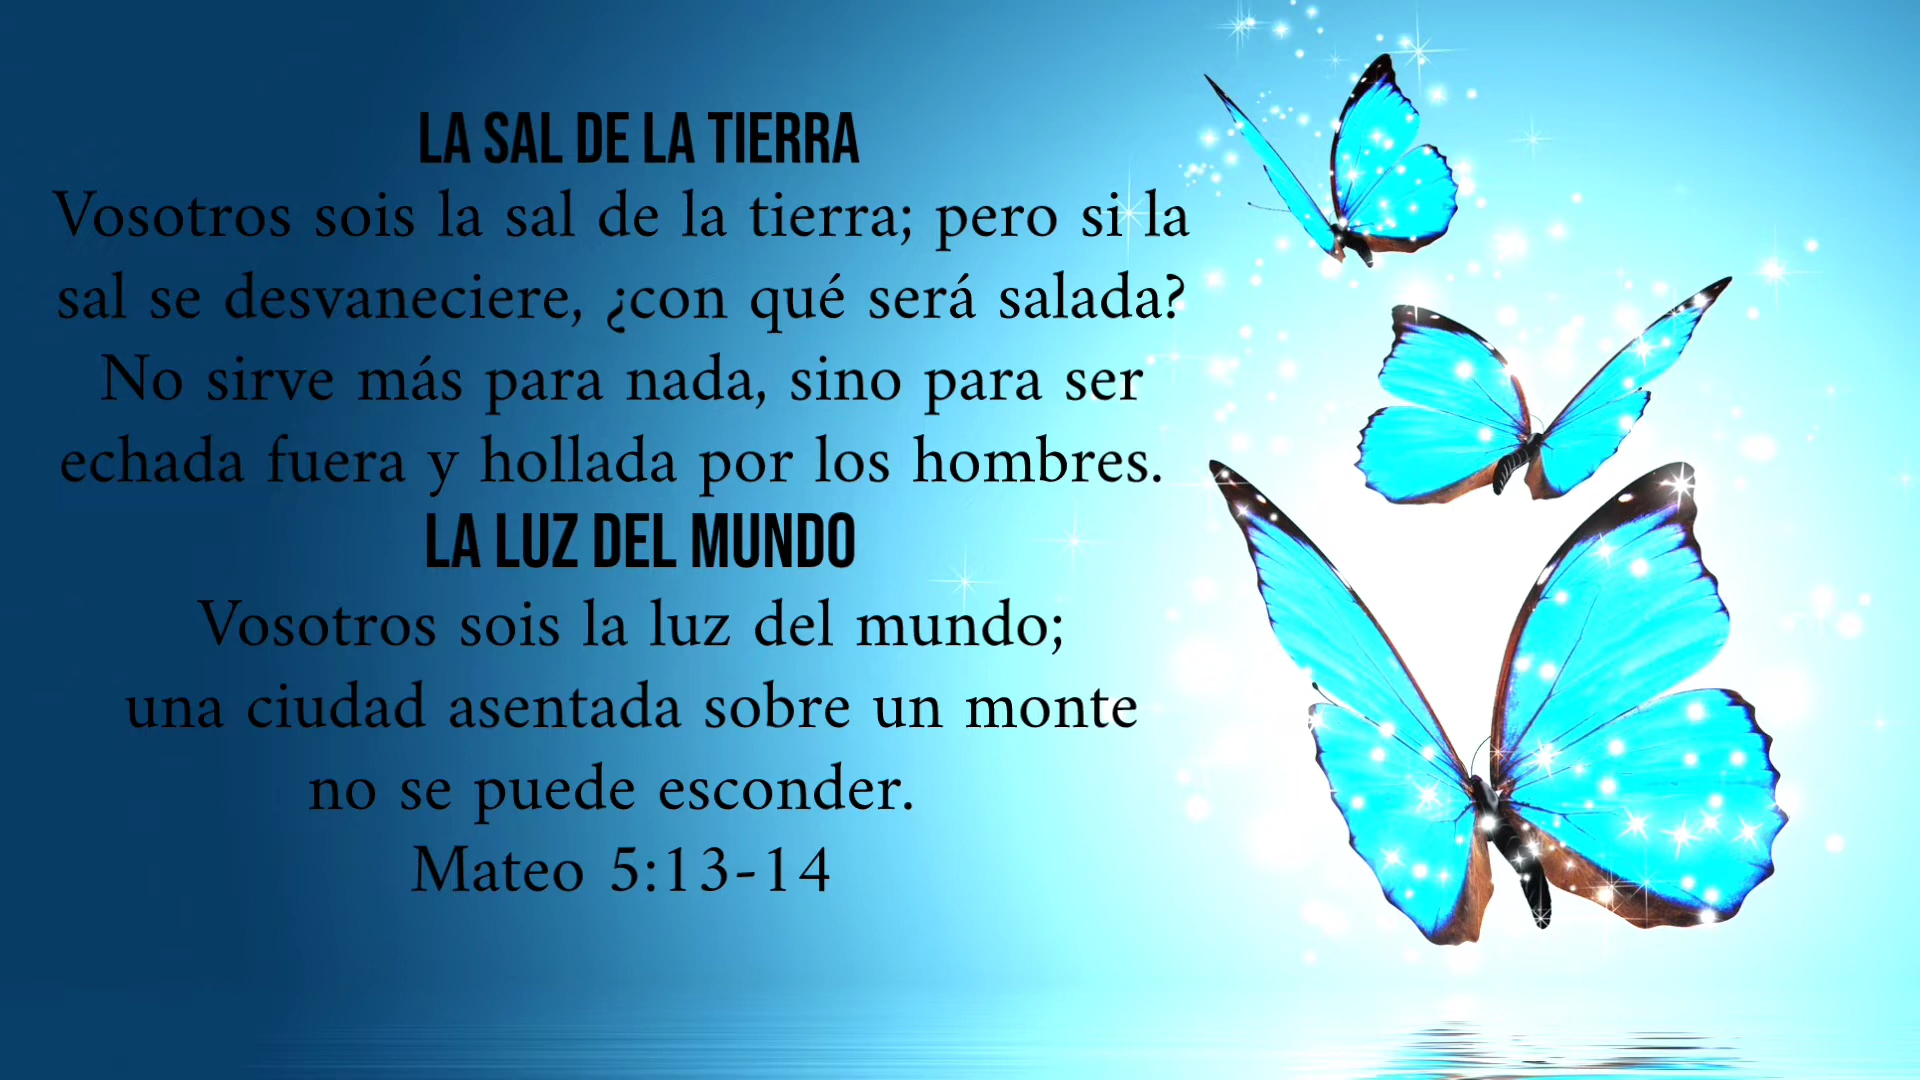 LA SAL DE LA TIERRA
Vosotros sois la sal de la tierra; pero si la
sal se desvaneciere, ¿con qué será salada?
No sirve más para nada, sino para ser
echada fuera y hollada por los hombres.
LA LUZ DEL MUNDO
Vosotros sois la luz del mundo;
una ciudad asentada sobre un monte
no se puede esconder.
Mateo 5:13-14